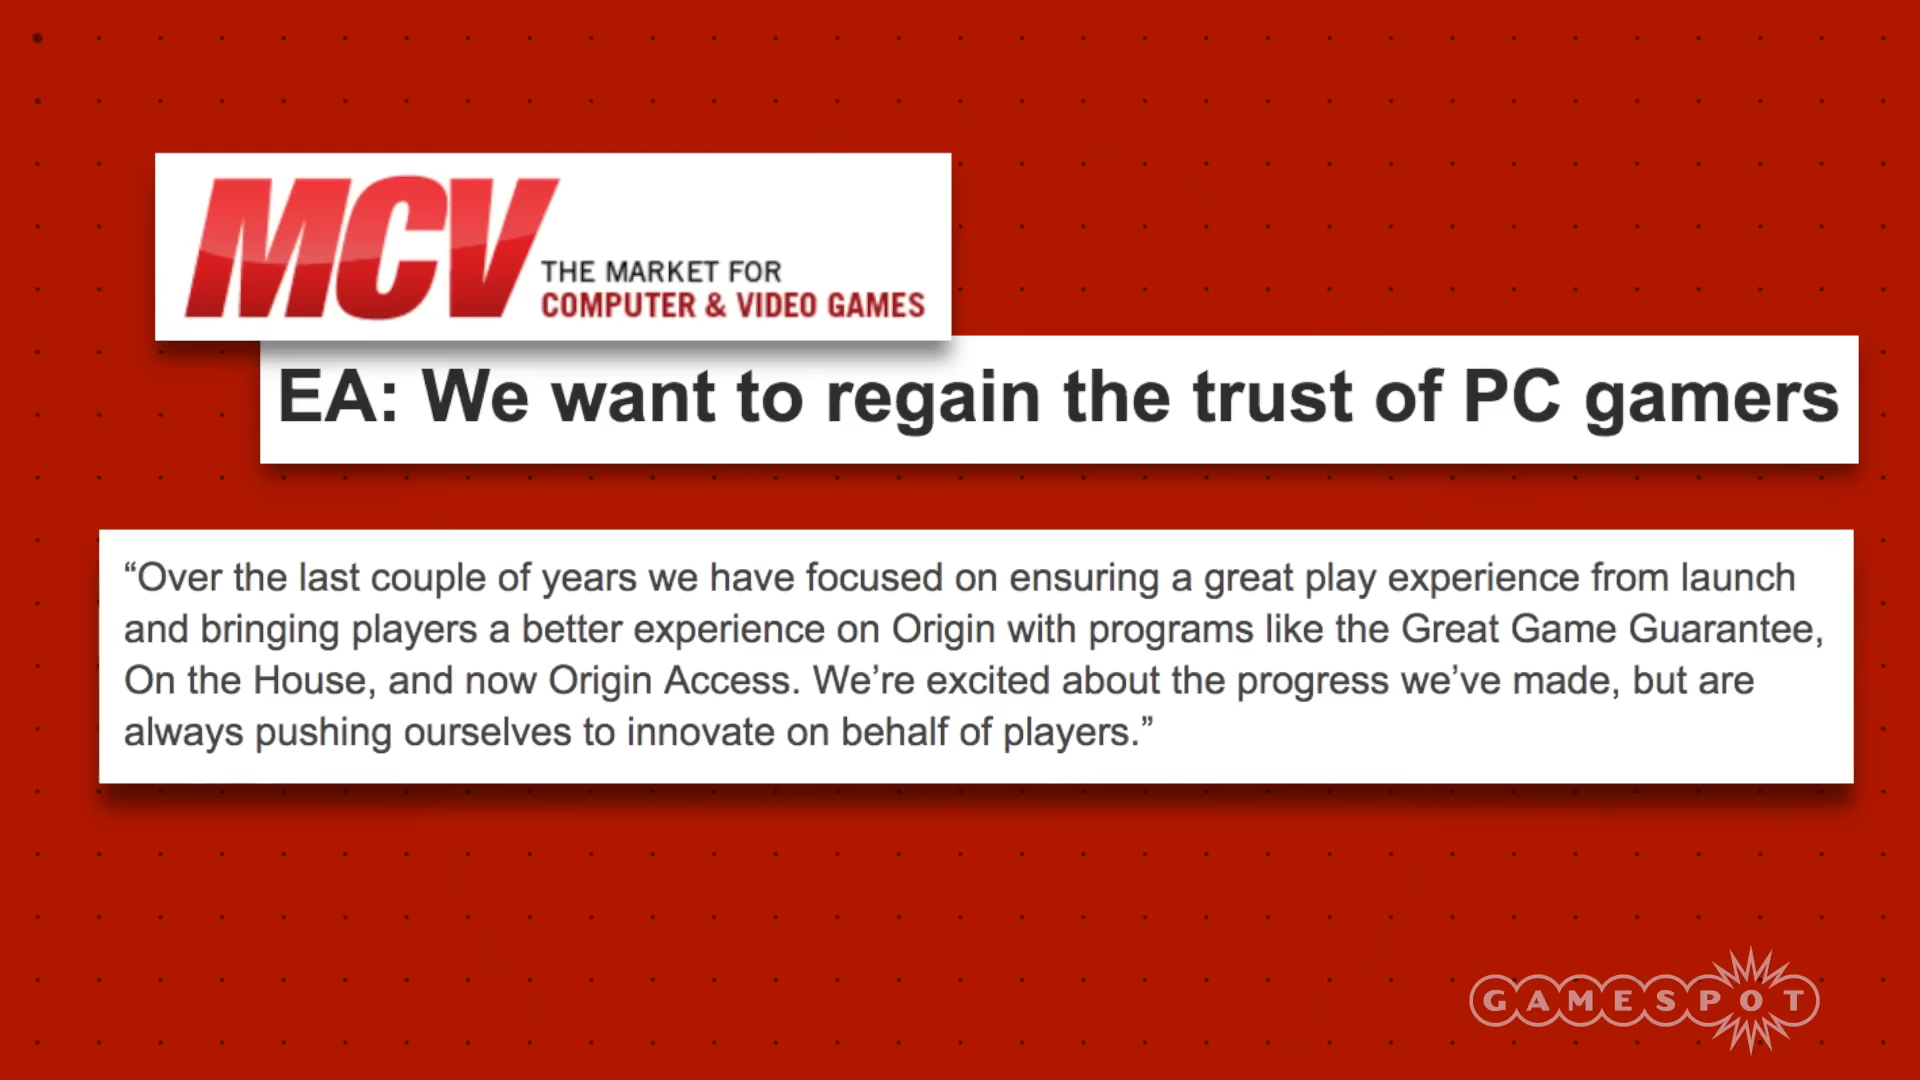 MCV
THE MARKET FOR
COMPUTER & VIDEO GAMES
EA: We want to regain the trust of PC gamers
“Over the last couple of years we have focused on ensuring a great play experience from launch
and bringing players a better experience on Origin with programs like the Great Game Guarantee,
On the House, and now Origin Access. We’re excited about the progress we’ve made, but are
always pushing ourselves to innovate on behalf of players.”
GAMESPOT